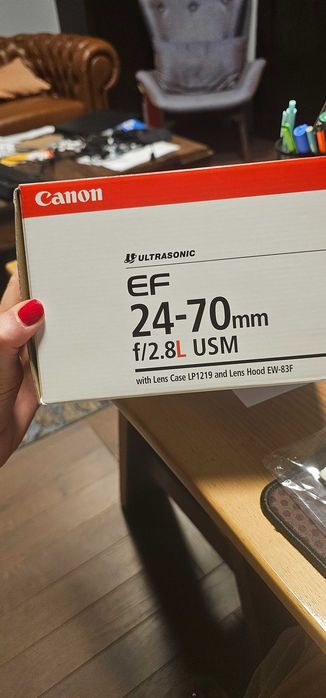 Canon
ULTRASONIC
EF
24-70mm
f/2.8L USM
with Lens Case LP1219 and Lens Hood EW-83F